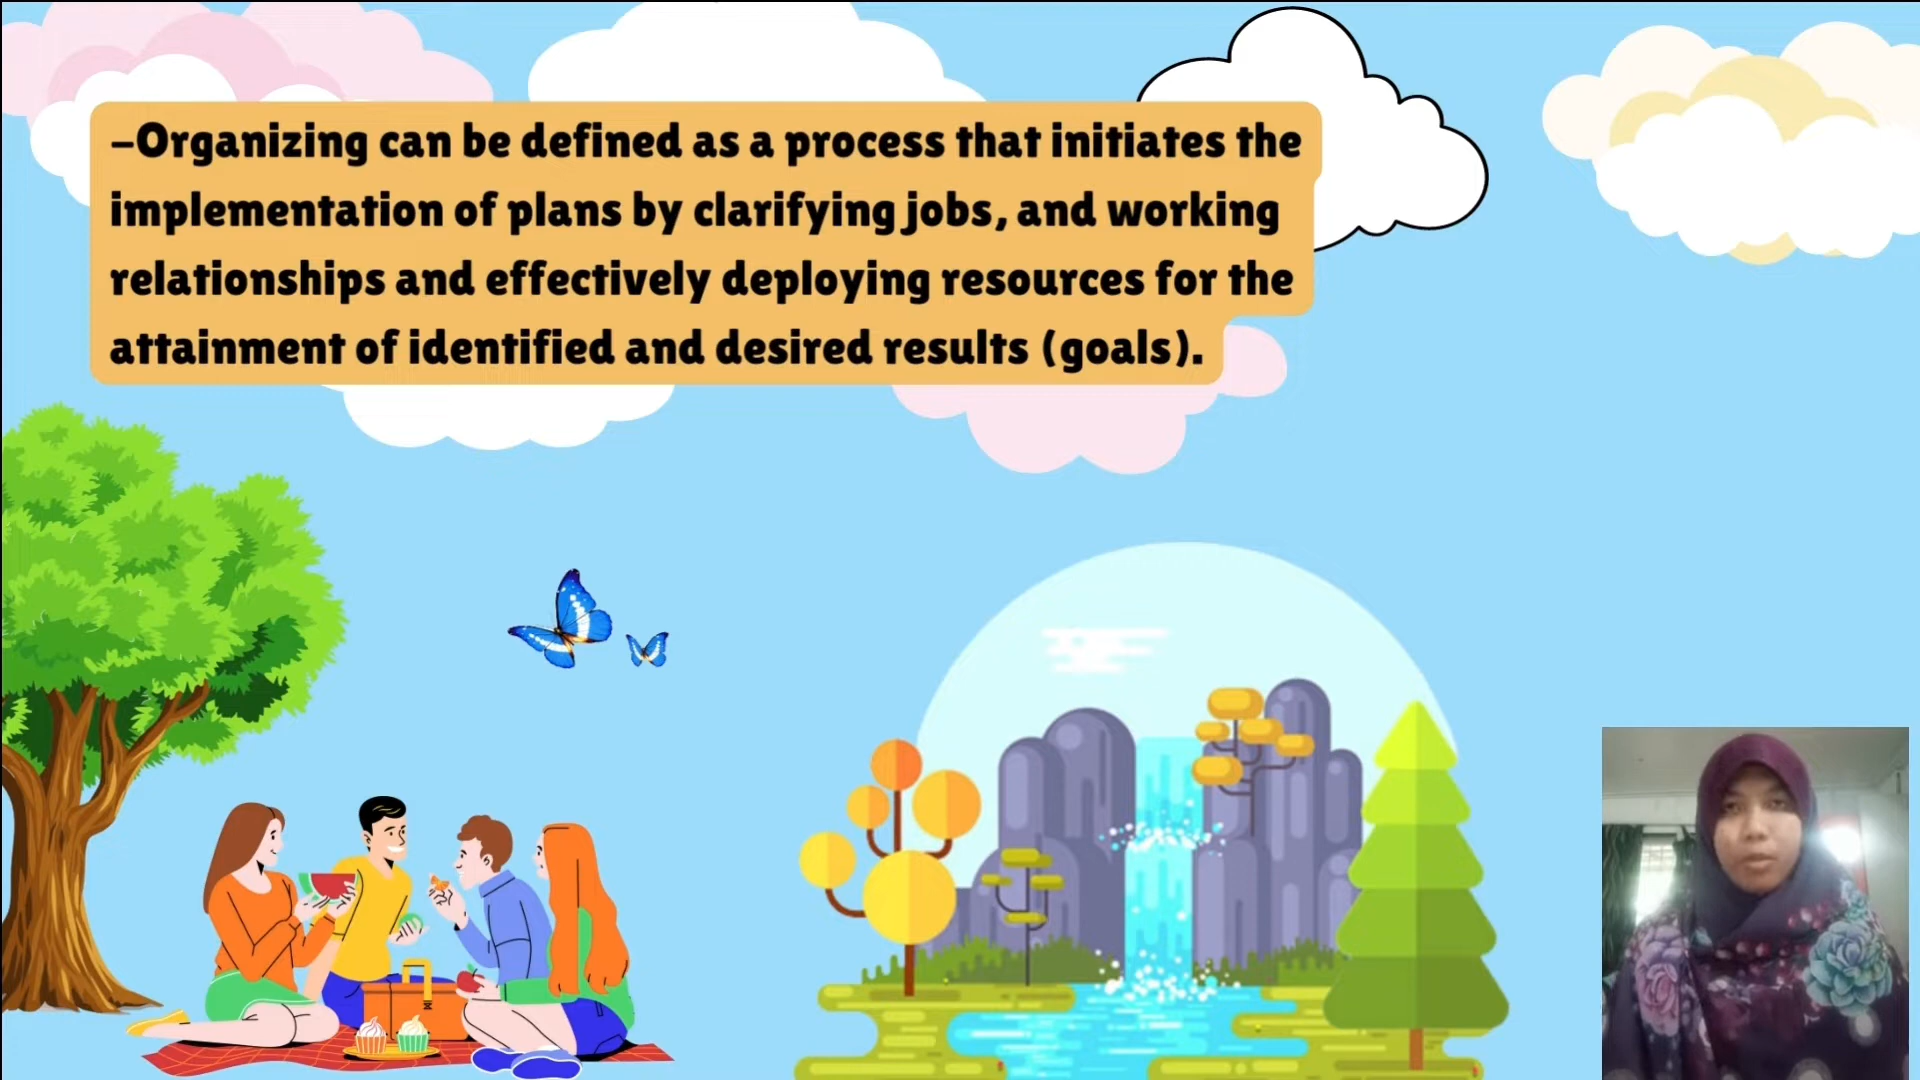 -Organizing can be defined as a process that initiates the
implementation of plans by clarifying jobs, and working
relationships and effectively deploying resources for the
attainment of identified and desired results (goals).